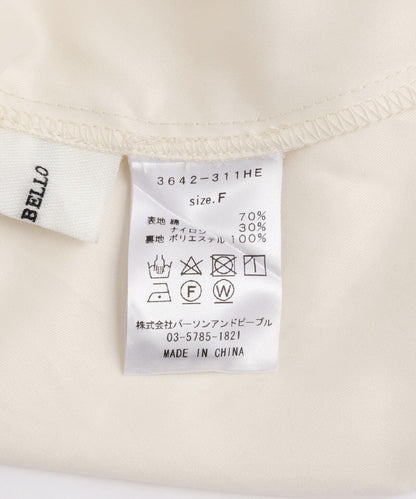 BELLO
3642-311HE
size.F
表地 綿 70%
ナイロン 30%
裏地 ポリエステル 100%
F W
株式会社パーソンアンドピープル
03-5785-1821
MADE IN CHINA